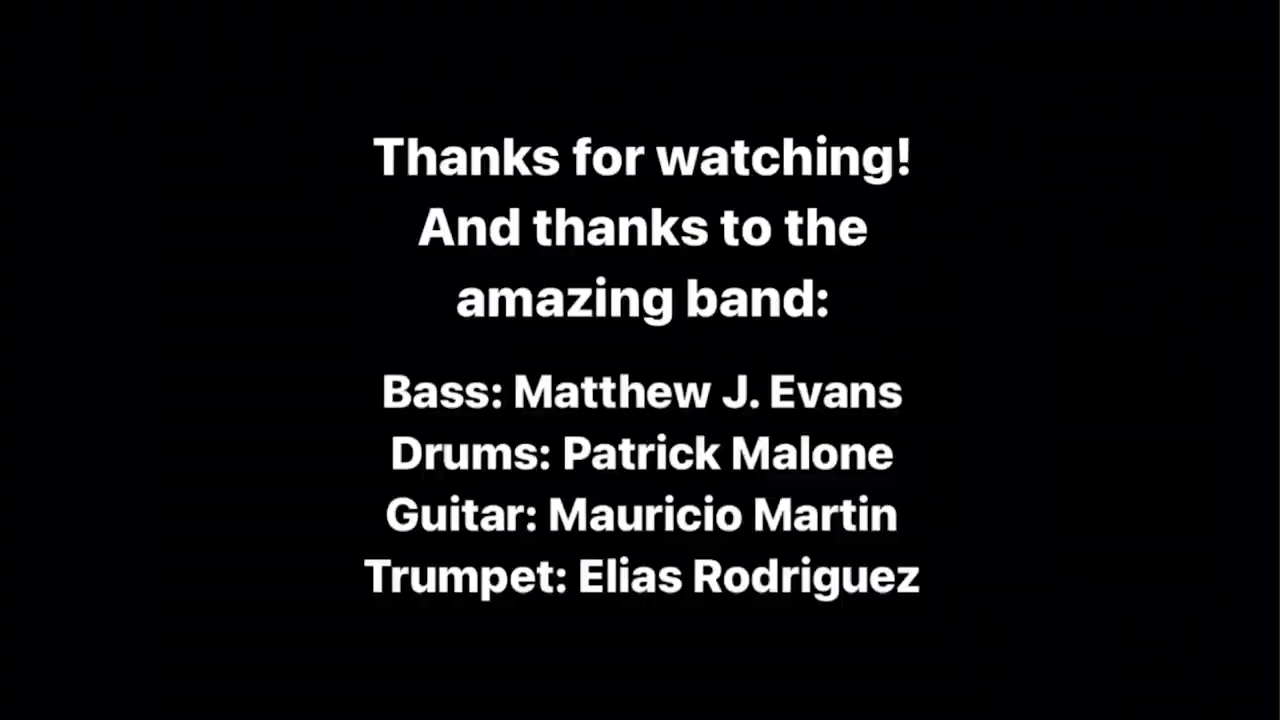 Thanks for watching!
And thanks to the
amazing band:
Bass: Matthew J. Evans
Drums: Patrick Malone
Guitar: Mauricio Martin
Trumpet: Elias Rodriguez